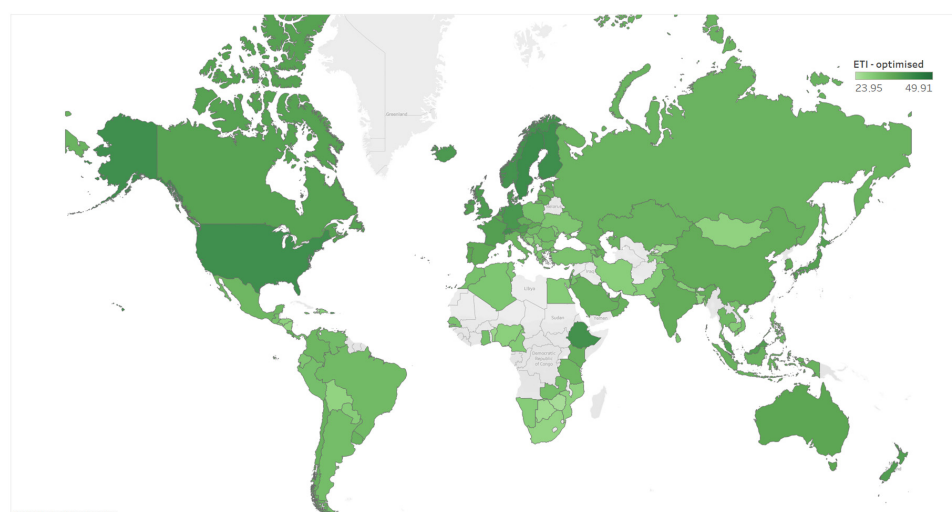 ETI - optimised
23.95 49.91
Greenland
Libya
Sudan
Democratic
Republic
of Congo